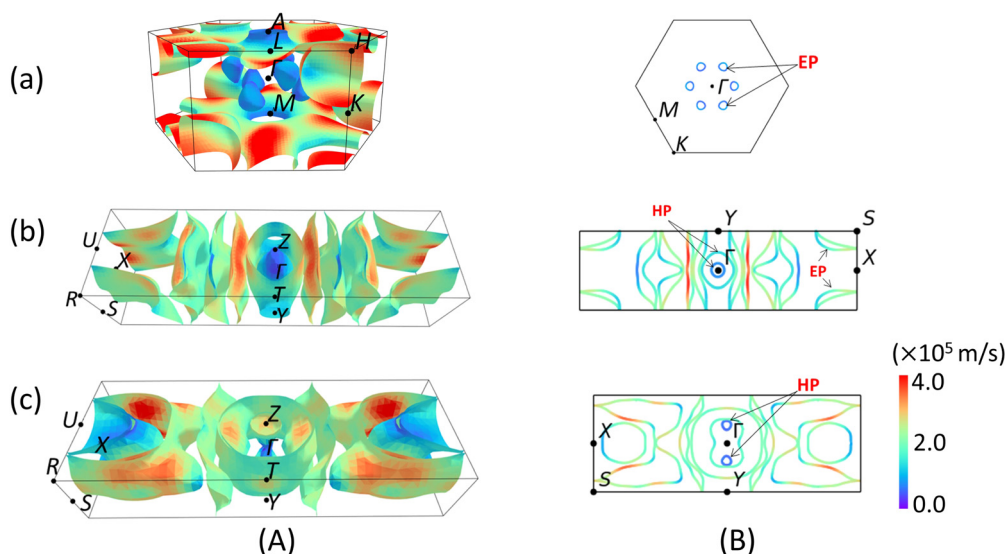 (a)
A
L
H
Γ
M
K
EP
Γ
M
K
(b)
U
X
R
S
Z
Γ
T
Y
HP
Y
S
Γ
X
EP
(c)
U
X
R
S
Z
Γ
T
Y
HP
X
Γ
S
Y
(×10⁵ m/s)
4.0
2.0
0.0
(A)
(B)